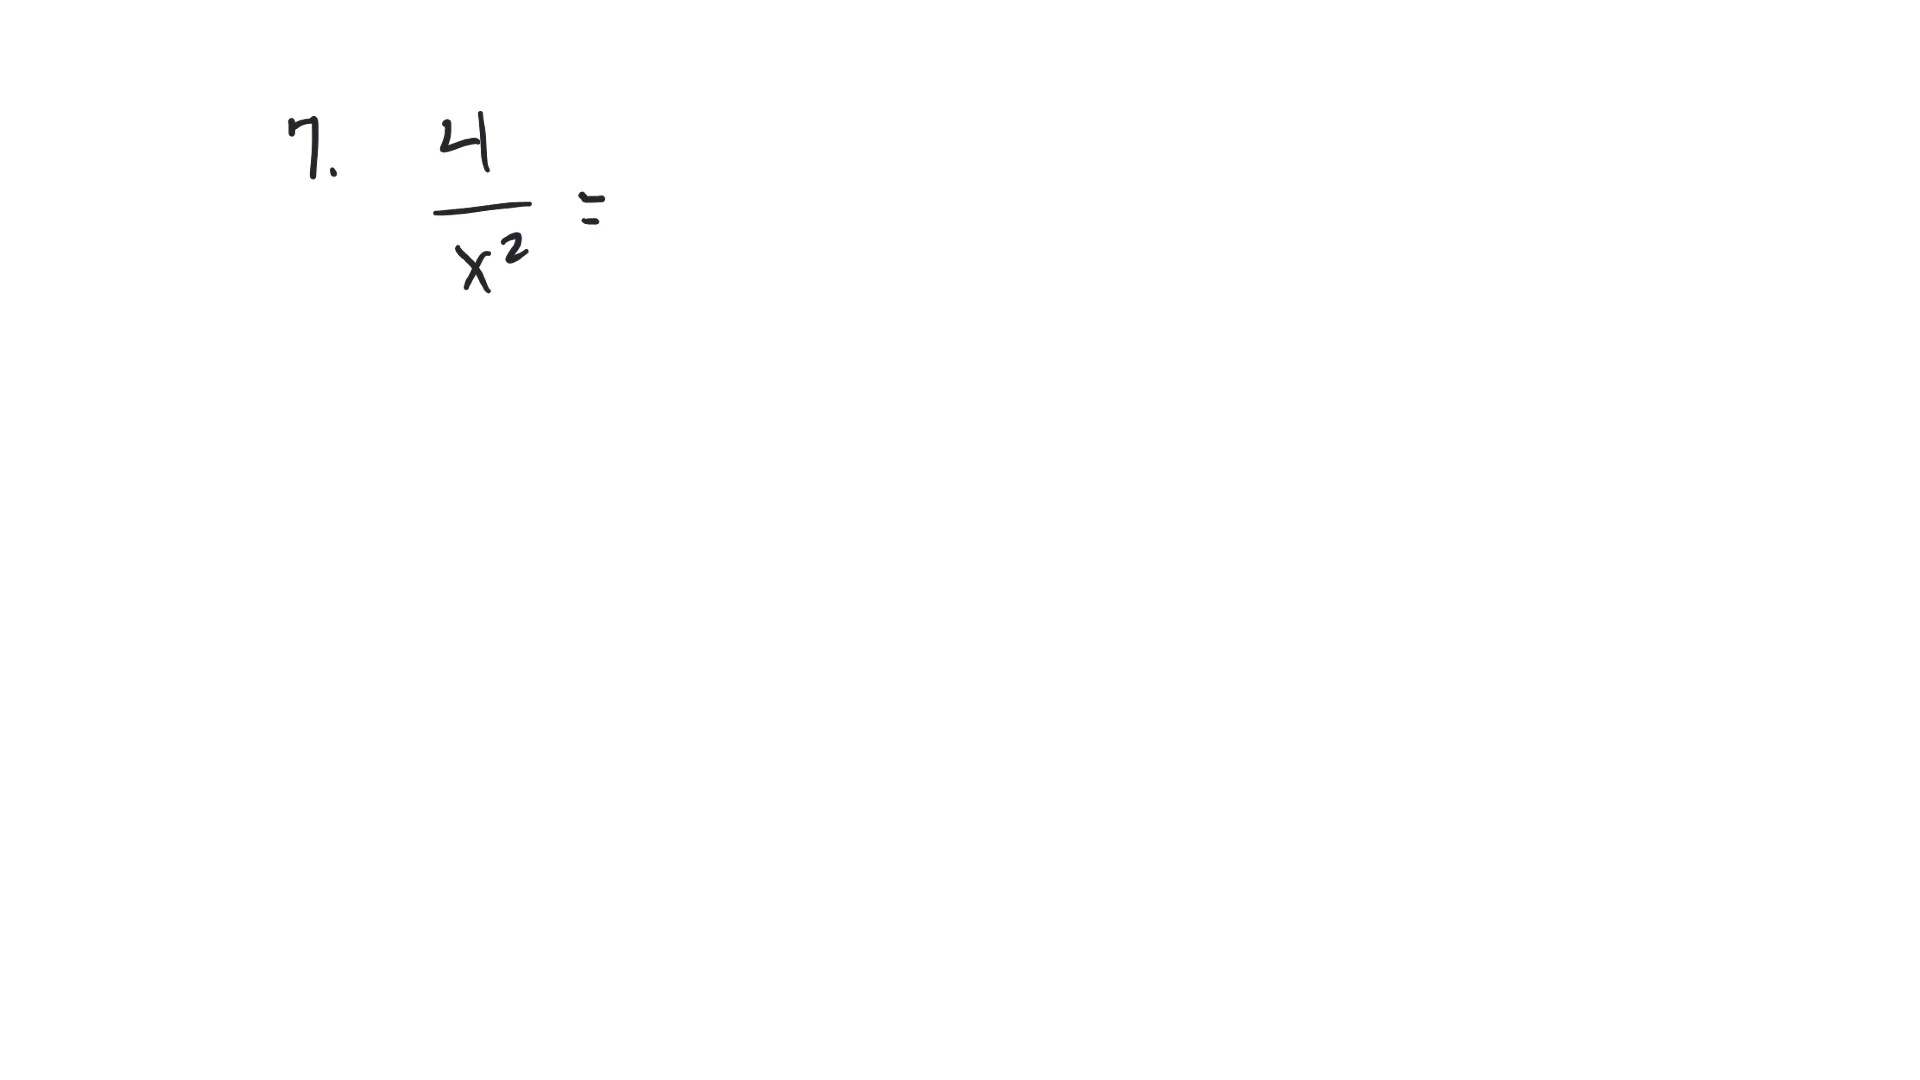 7. 4/x² =